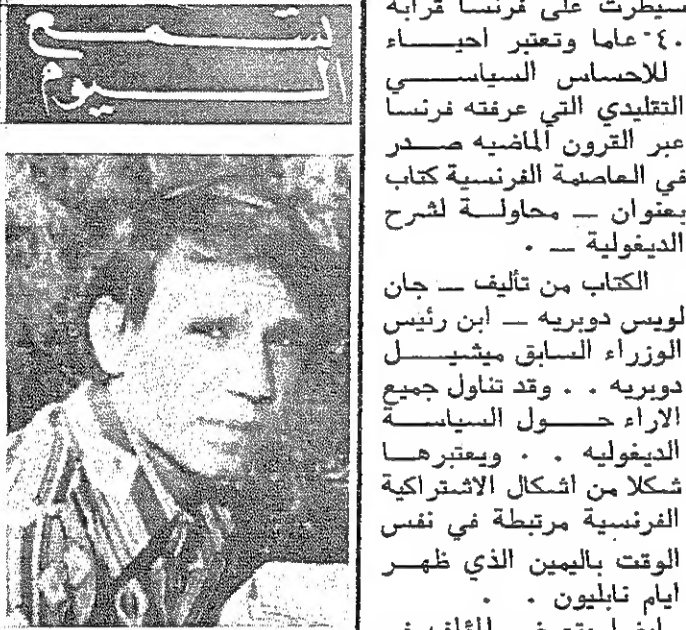 سيطرت على فرنسا قرابة
٤٠ عاما وتعتبر احياء
للاحساس السياسي
التقليدي التي عرفته فرنسا
عبر القرون الماضيه صدر
في العاصمة الفرنسية كتاب
بعنوان ــ محاولة لشرح
الديغولية ــ .
الكتاب من تأليف ــ جان
لويس دوبريه ــ ابن رئيس
الوزراء السابق ميشيل
دوبريه . . وقد تناول جميع
الاراء حول السياسة
الديغوليه . . ويعتبرها
شكلا من اشكال الاشتراكية
الفرنسية مرتبطة في نفس
الوقت باليمين الذي ظهر
ايام نابليون . .
تسمع
اليوم